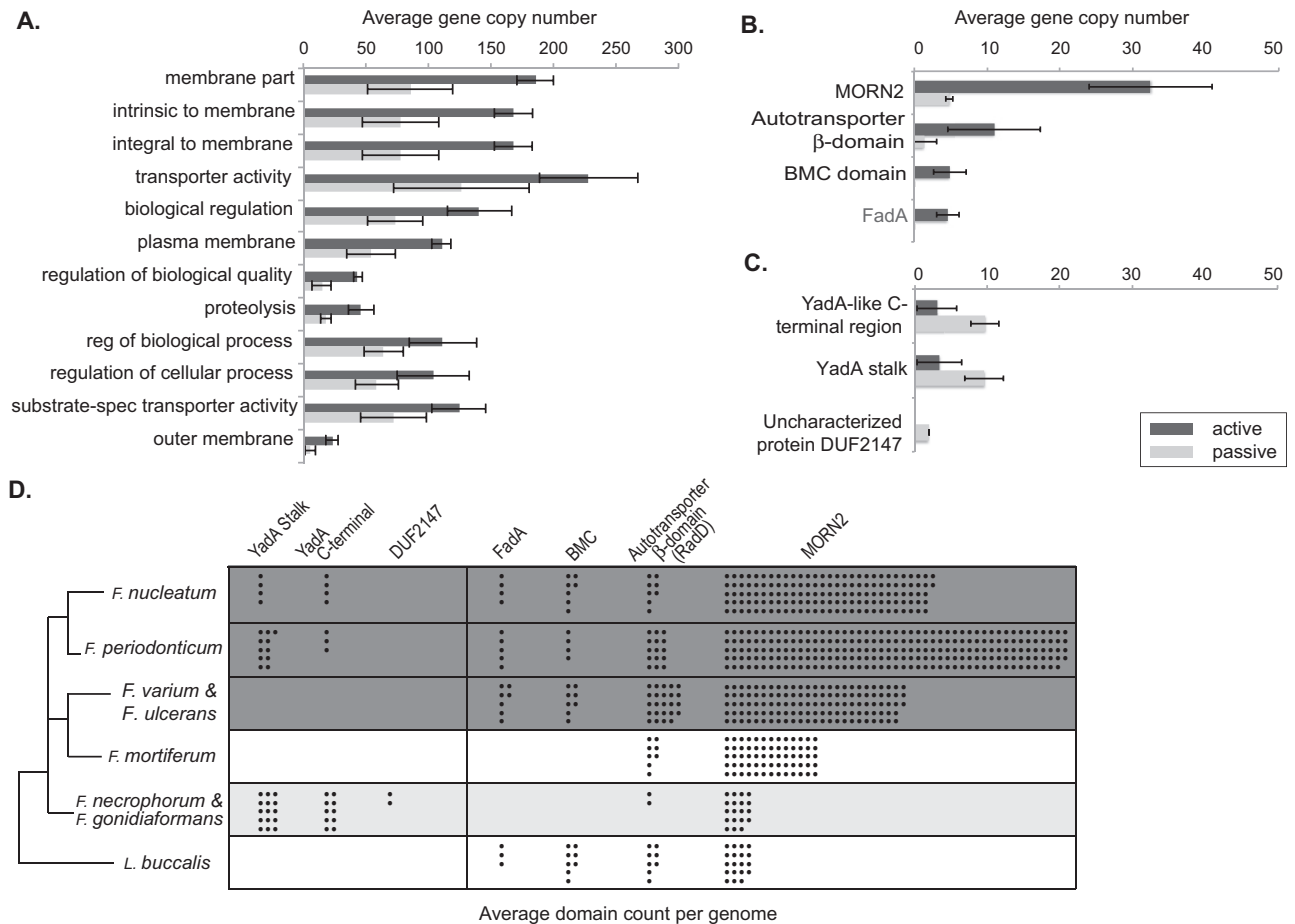 A.
Average gene copy number
0 50 100 150 200 250 300
membrane part
intrinsic to membrane
integral to membrane
transporter activity
biological regulation
plasma membrane
regulation of biological quality
proteolysis
reg of biological process
regulation of cellular process
substrate-spec transporter activity
outer membrane
B.
Average gene copy number
0 10 20 30 40 50
MORN2
Autotransporter
β-domain
BMC domain
FadA
C.
0 10 20 30 40 50
YadA-like C-
terminal region
YadA stalk
Uncharacterized
protein DUF2147
active
passive
D.
YadA Stalk
YadA
C-terminal
DUF2147
FadA
BMC
Autotransporter
β-domain
(RadD)
MORN2
F. nucleatum
F. periodonticum
F. varium &
F. ulcerans
F. mortiferum
F. necrophorum &
F. gonidiaformans
L. buccalis
Average domain count per genome